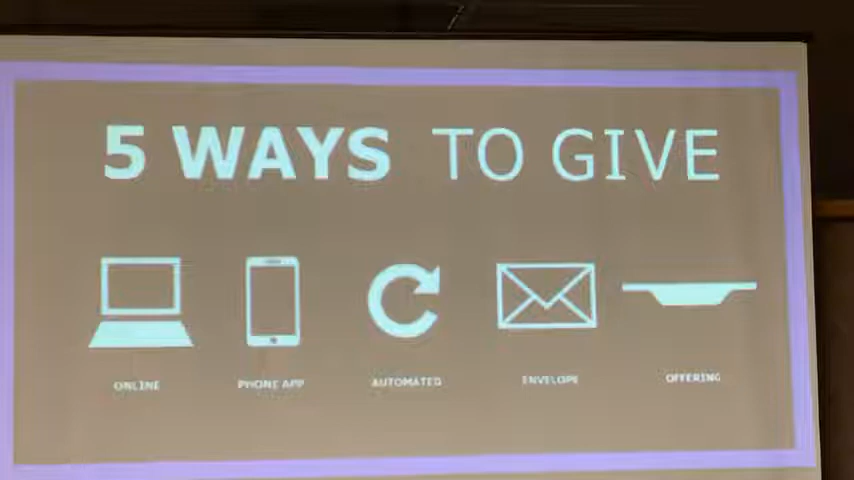 5 WAYS TO GIVE
ONLINE PHONE APP AUTOMATED ENVELOPE OFFERING